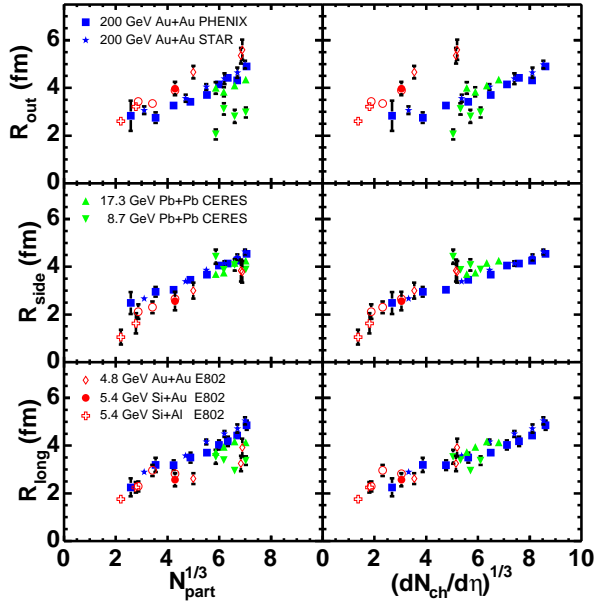 200 GeV Au+Au PHENIX
200 GeV Au+Au STAR
6
4
2
0
R_out (fm)
17.3 GeV Pb+Pb CERES
8.7 GeV Pb+Pb CERES
6
4
2
0
R_side (fm)
4.8 GeV Au+Au E802
5.4 GeV Si+Au E802
5.4 GeV Si+Al E802
6
4
2
0
R_long (fm)
0 2 4 6 8 2 4 6 8 10
N_part^1/3 (dN_ch/dη)^1/3